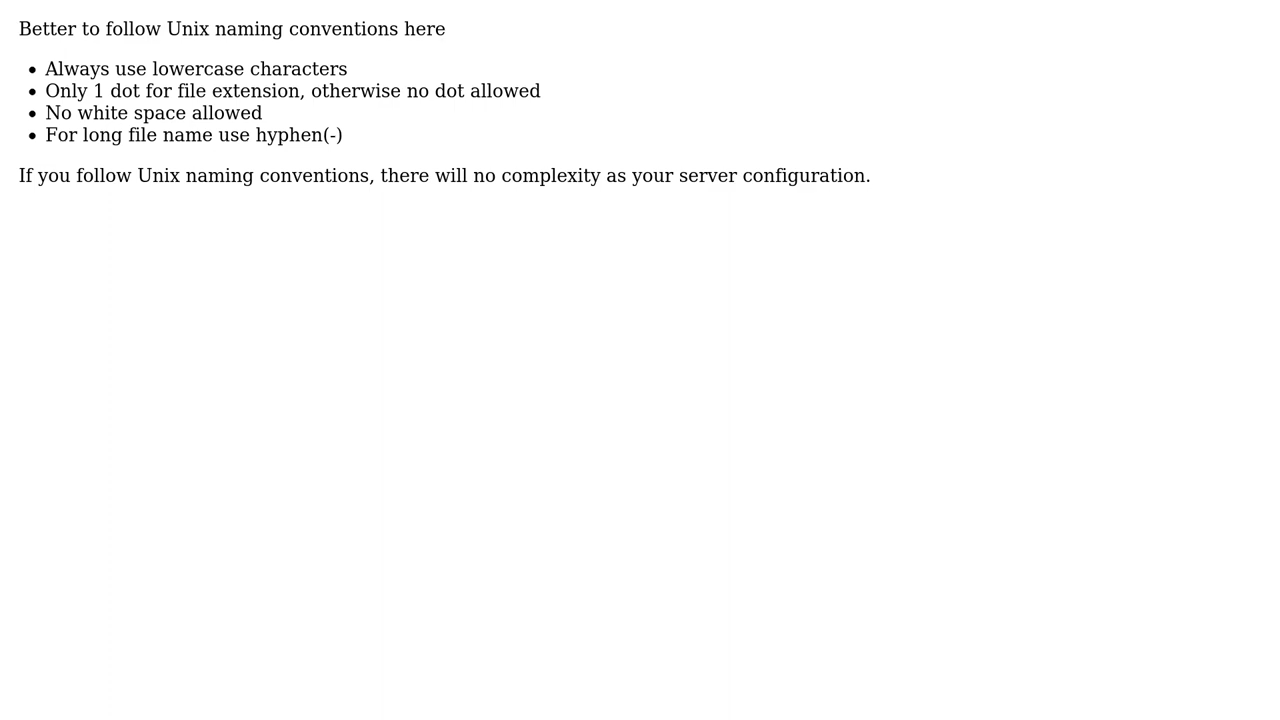 Better to follow Unix naming conventions here
• Always use lowercase characters
• Only 1 dot for file extension, otherwise no dot allowed
• No white space allowed
• For long file name use hyphen(-)
If you follow Unix naming conventions, there will no complexity as your server configuration.